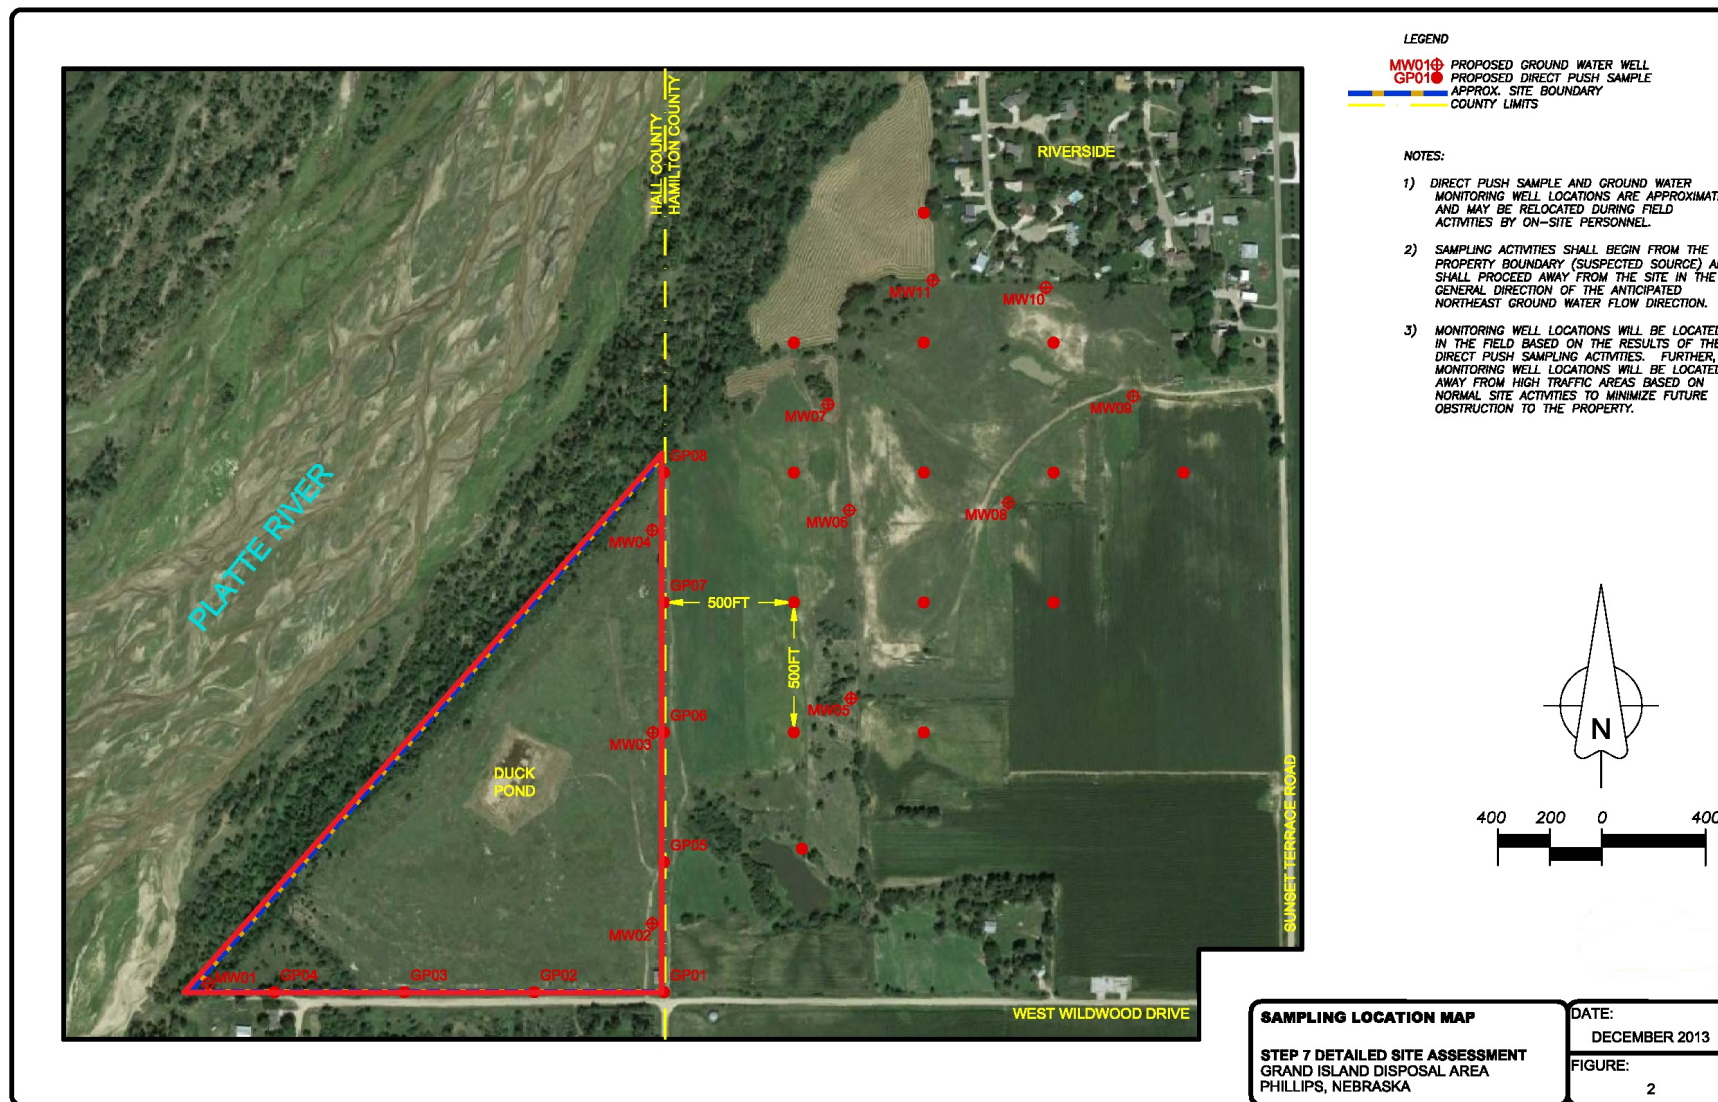 LEGEND
MW01 PROPOSED GROUND WATER WELL
GP01 PROPOSED DIRECT PUSH SAMPLE
APPROX. SITE BOUNDARY
COUNTY LIMITS
NOTES:
1) DIRECT PUSH SAMPLE AND GROUND WATER
MONITORING WELL LOCATIONS ARE APPROXIMAT
AND MAY BE RELOCATED DURING FIELD
ACTIVITIES BY ON-SITE PERSONNEL.
2) SAMPLING ACTIVITIES SHALL BEGIN FROM THE
PROPERTY BOUNDARY (SUSPECTED SOURCE) A
SHALL PROCEED AWAY FROM THE SITE IN THE
GENERAL DIRECTION OF THE ANTICIPATED
NORTHEAST GROUND WATER FLOW DIRECTION.
3) MONITORING WELL LOCATIONS WILL BE LOCATED
IN THE FIELD BASED ON THE RESULTS OF THE
DIRECT PUSH SAMPLING ACTIVITIES. FURTHER,
MONITORING WELL LOCATIONS WILL BE LOCATED
AWAY FROM HIGH TRAFFIC AREAS BASED ON
NORMAL SITE ACTIVITIES TO MINIMIZE FUTURE
OBSTRUCTION TO THE PROPERTY.
HALL COUNTY
HAMILTON COUNTY
RIVERSIDE
MW11
MW10
MW07
MW09
GP08
PLATTE RIVER
MW06
MW08
MW04
GP07
500FT
500FT
MW05
GP06
MW03
DUCK
POND
GP05
MW02
MW01
GP04
GP03
GP02
GP01
SUNSET TERRACE ROAD
WEST WILDWOOD DRIVE
N
400 200 0 400
SAMPLING LOCATION MAP
STEP 7 DETAILED SITE ASSESSMENT
GRAND ISLAND DISPOSAL AREA
PHILLIPS, NEBRASKA
DATE:
DECEMBER 2013
FIGURE:
2